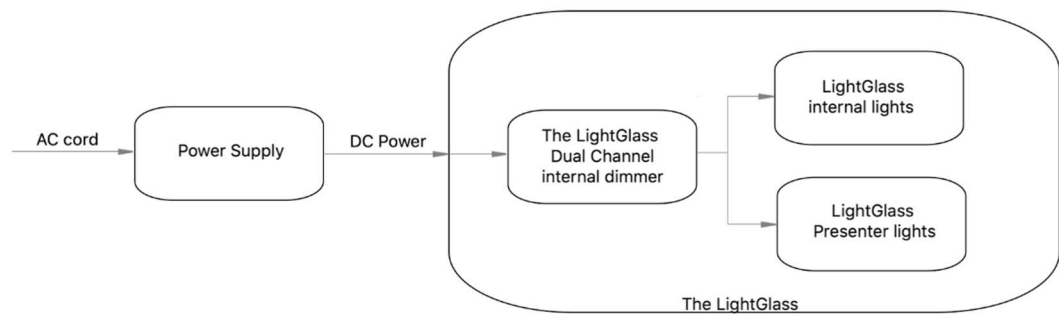 AC cord
Power Supply
DC Power
The LightGlass
Dual Channel
internal dimmer
LightGlass
internal lights
LightGlass
Presenter lights
The LightGlass